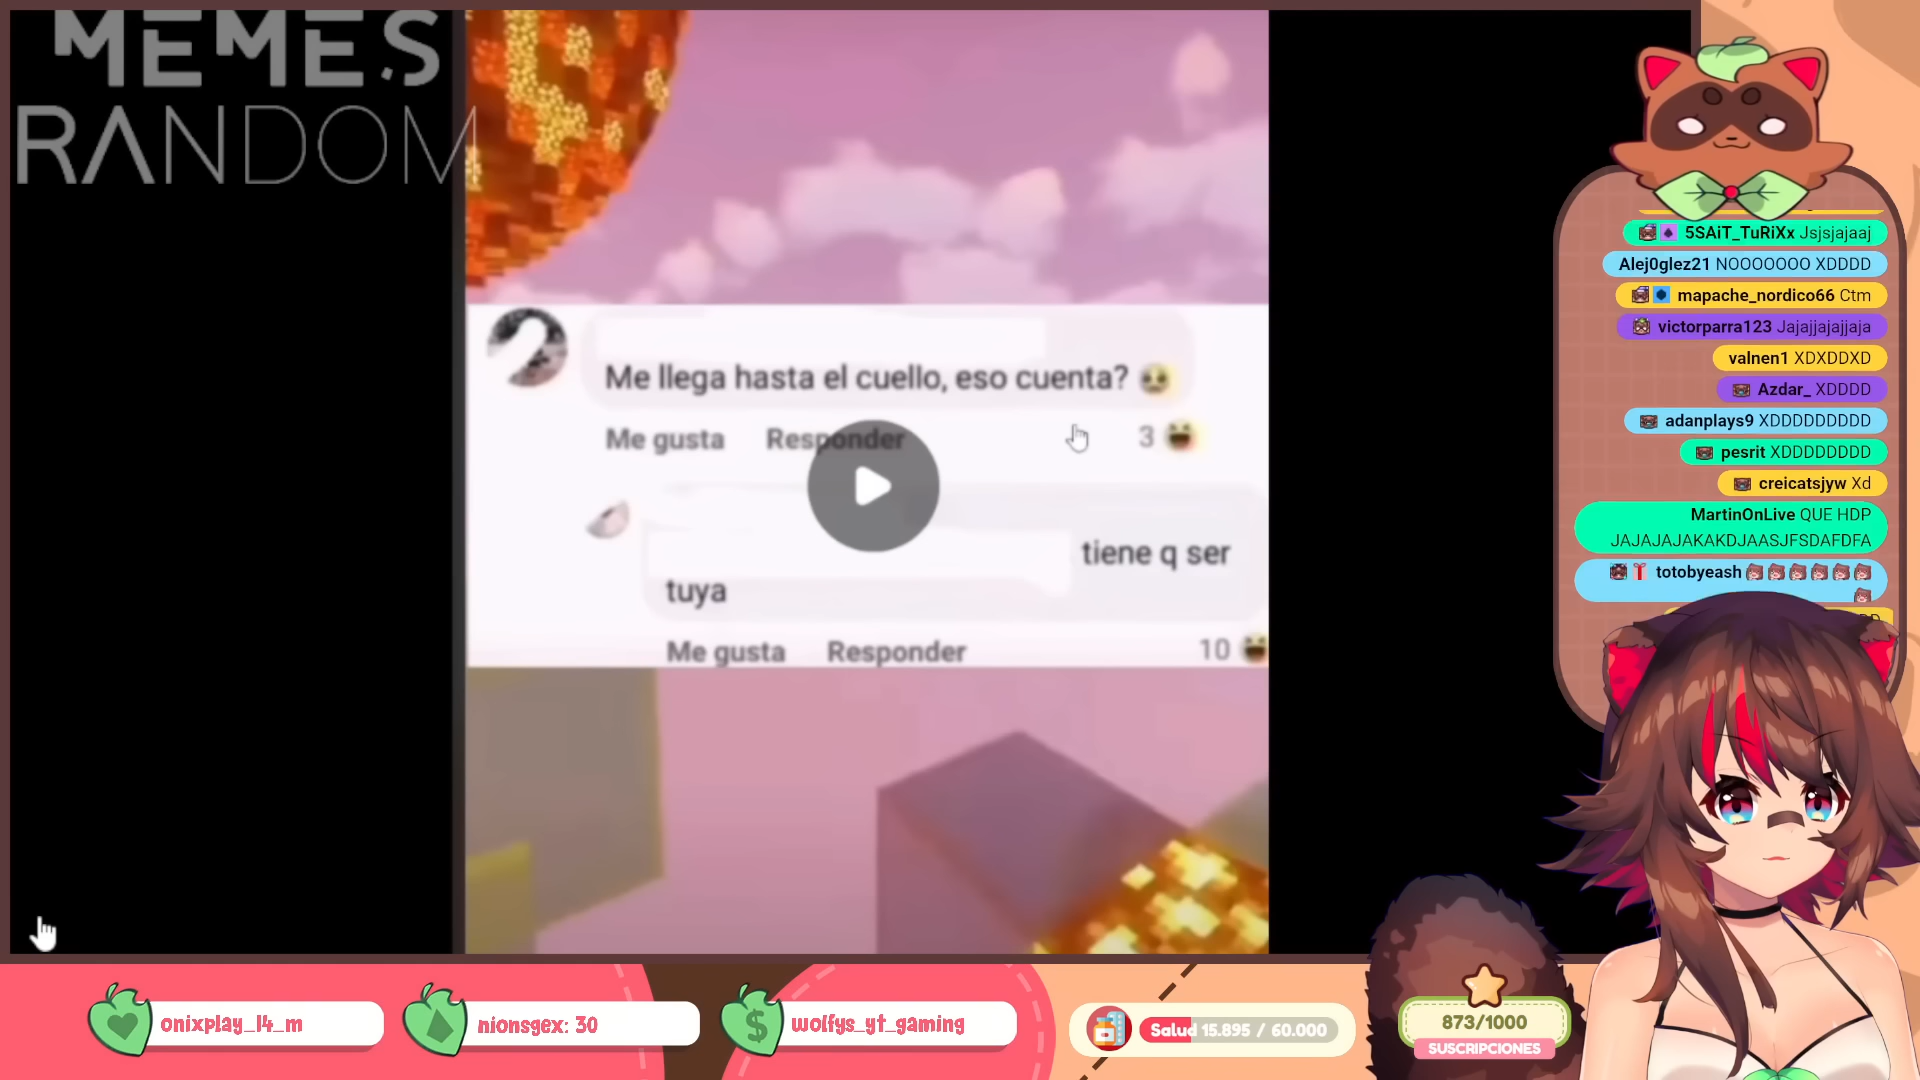 MEMES
RANDOM
Me llega hasta el cuello, eso cuenta? 🥺
Me gusta Responder 3
tiene q ser
tuya
Me gusta Responder 10
5SAiT_TuRiXx Jsjsjajaaj
Alej0glez21 NOOOOOOO XDDDD
mapache_nordico66 Ctm
victorparra123 Jajajjajajjaja
valnen1 XDXDDXD
Azdar_ XDDDD
adanplays9 XDDDDDDDDD
pesrit XDDDDDDDD
creicatsjyw Xd
MartinOnLive QUE HDP
JAJAJAJAKAKDJAASJFSDAFDFA
totobyeash
onixplay_14_m
nionsgex: 30
wolfys_yt_gaming
Salud 15.895 / 60.000
873/1000
SUSCRIPCIONES